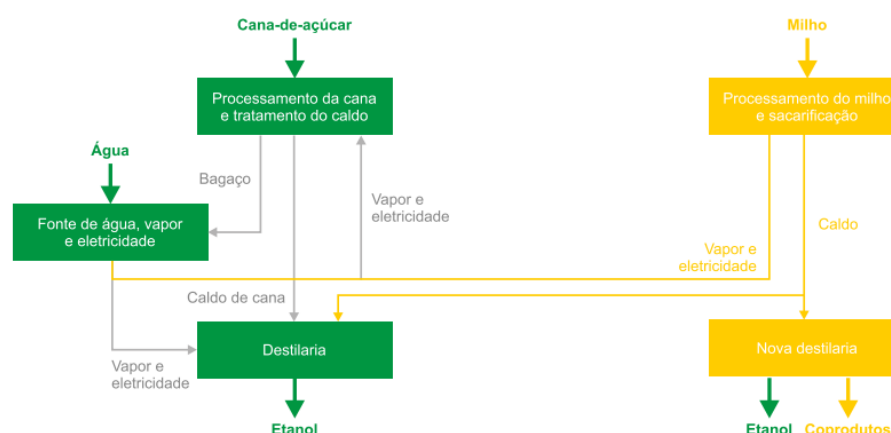 Cana-de-açúcar
Milho
Processamento da cana
e tratamento do caldo
Processamento do milho
e sacarificação
Água
Bagaço
Vapor e
eletricidade
Fonte de água, vapor
e eletricidade
Caldo
Vapor e
eletricidade
Caldo de cana
Destilaria
Nova destilaria
Vapor e
eletricidade
Etanol
Etanol
Coprodutos